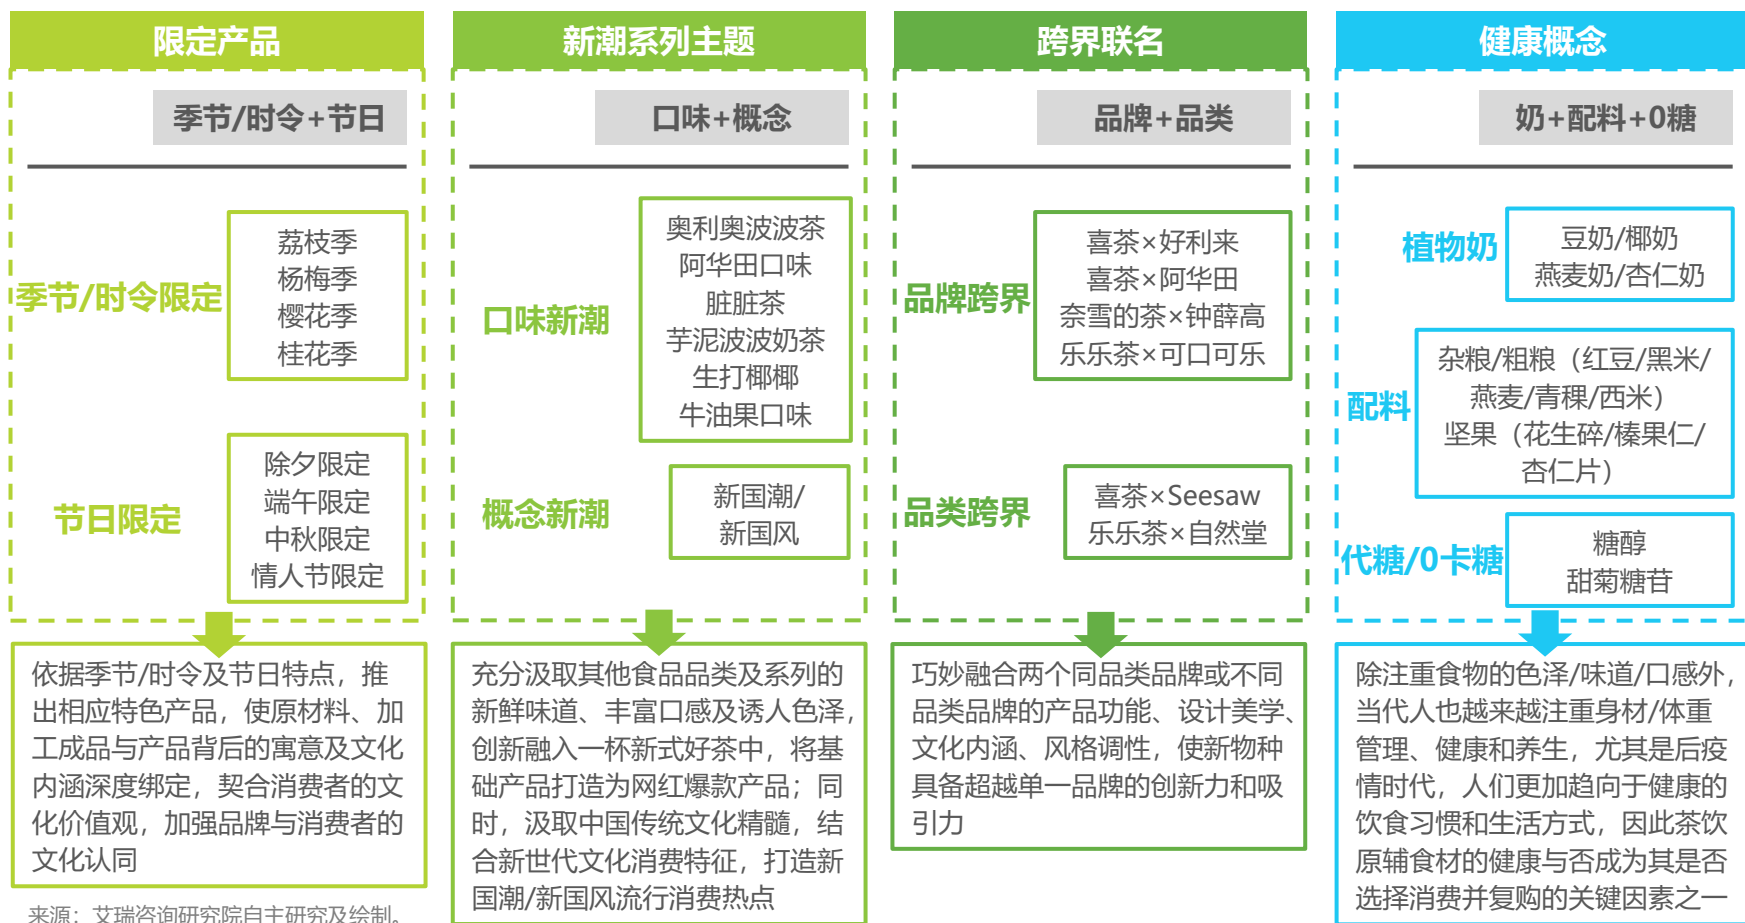 限定产品
季节/时令+节日
季节/时令限定
荔枝季
杨梅季
樱花季
桂花季
节日限定
除夕限定
端午限定
中秋限定
情人节限定
依据季节/时令及节日特点，推
出相应特色产品，使原材料、加
工成品与产品背后的寓意及文化
内涵深度绑定，契合消费者的文
化价值观，加强品牌与消费者的
文化认同
新潮系列主题
口味+概念
口味新潮
奥利奥波波茶
阿华田口味
脏脏茶
芋泥波波奶茶
生打椰椰
牛油果口味
概念新潮
新国潮/
新国风
充分汲取其他食品品类及系列的
新鲜味道、丰富口感及诱人色泽，
创新融入一杯新式好茶中，将基
础产品打造为网红爆款产品；同
时，汲取中国传统文化精髓，结
合新世代文化消费特征，打造新
国潮/新国风流行消费热点
跨界联名
品牌+品类
品牌跨界
喜茶×好利来
喜茶×阿华田
奈雪的茶×钟薛高
乐乐茶×可口可乐
品类跨界
喜茶×Seesaw
乐乐茶×自然堂
巧妙融合两个同品类品牌或不同
品类品牌的产品功能、设计美学、
文化内涵、风格调性，使新物种
具备超越单一品牌的创新力和吸
引力
健康概念
奶+配料+0糖
植物奶
豆奶/椰奶
燕麦奶/杏仁奶
配料
杂粮/粗粮（红豆/黑米/
燕麦/青稞/西米）
坚果（花生碎/榛果仁/
杏仁片）
代糖/0卡糖
糖醇
甜菊糖苷
除注重食物的色泽/味道/口感外，
当代人也越来越注重身材/体重
管理、健康和养生，尤其是后疫
情时代，人们更加趋向于健康的
饮食习惯和生活方式，因此茶饮
原辅食材的健康与否成为其是否
选择消费并复购的关键因素之一
来源：艾瑞咨询研究院自主研究及绘制。